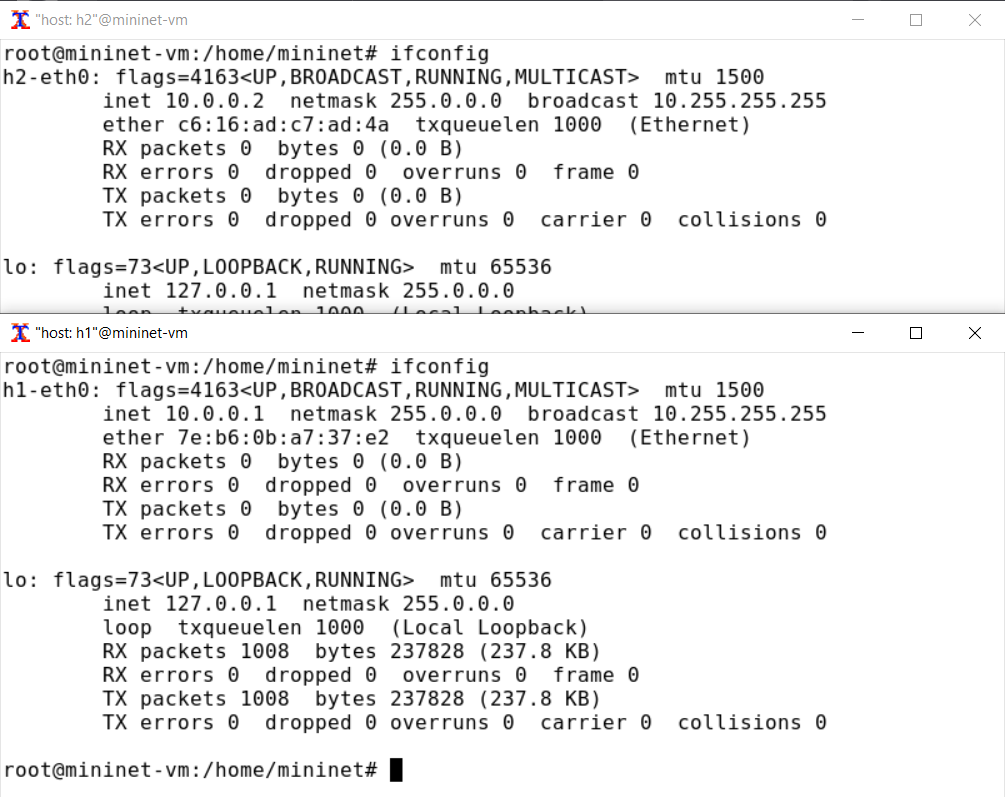 "host: h2"@mininet-vm
root@mininet-vm:/home/mininet# ifconfig
h2-eth0: flags=4163<UP,BROADCAST,RUNNING,MULTICAST>  mtu 1500
        inet 10.0.0.2  netmask 255.0.0.0  broadcast 10.255.255.255
        ether c6:16:ad:c7:ad:4a  txqueuelen 1000  (Ethernet)
        RX packets 0  bytes 0 (0.0 B)
        RX errors 0  dropped 0  overruns 0  frame 0
        TX packets 0  bytes 0 (0.0 B)
        TX errors 0  dropped 0 overruns 0  carrier 0  collisions 0

lo: flags=73<UP,LOOPBACK,RUNNING>  mtu 65536
        inet 127.0.0.1  netmask 255.0.0.0
        loop  txqueuelen 1000  (Local Loopback)
"host: h1"@mininet-vm
root@mininet-vm:/home/mininet# ifconfig
h1-eth0: flags=4163<UP,BROADCAST,RUNNING,MULTICAST>  mtu 1500
        inet 10.0.0.1  netmask 255.0.0.0  broadcast 10.255.255.255
        ether 7e:b6:0b:a7:37:e2  txqueuelen 1000  (Ethernet)
        RX packets 0  bytes 0 (0.0 B)
        RX errors 0  dropped 0  overruns 0  frame 0
        TX packets 0  bytes 0 (0.0 B)
        TX errors 0  dropped 0 overruns 0  carrier 0  collisions 0

lo: flags=73<UP,LOOPBACK,RUNNING>  mtu 65536
        inet 127.0.0.1  netmask 255.0.0.0
        loop  txqueuelen 1000  (Local Loopback)
        RX packets 1008  bytes 237828 (237.8 KB)
        RX errors 0  dropped 0  overruns 0  frame 0
        TX packets 1008  bytes 237828 (237.8 KB)
        TX errors 0  dropped 0 overruns 0  carrier 0  collisions 0

root@mininet-vm:/home/mininet#